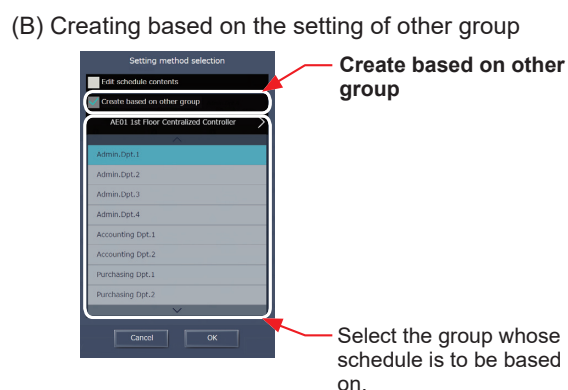 (B) Creating based on the setting of other group
Setting method selection
Edit schedule contents
Create based on other group
AE01 1st Floor Centralized Controller
Admin.Dpt.1
Admin.Dpt.2
Admin.Dpt.3
Admin.Dpt.4
Accounting Dpt.1
Accounting Dpt.2
Purchasing Dpt.1
Purchasing Dpt.2
Cancel
OK
Create based on other
group
Select the group whose
schedule is to be based
on.